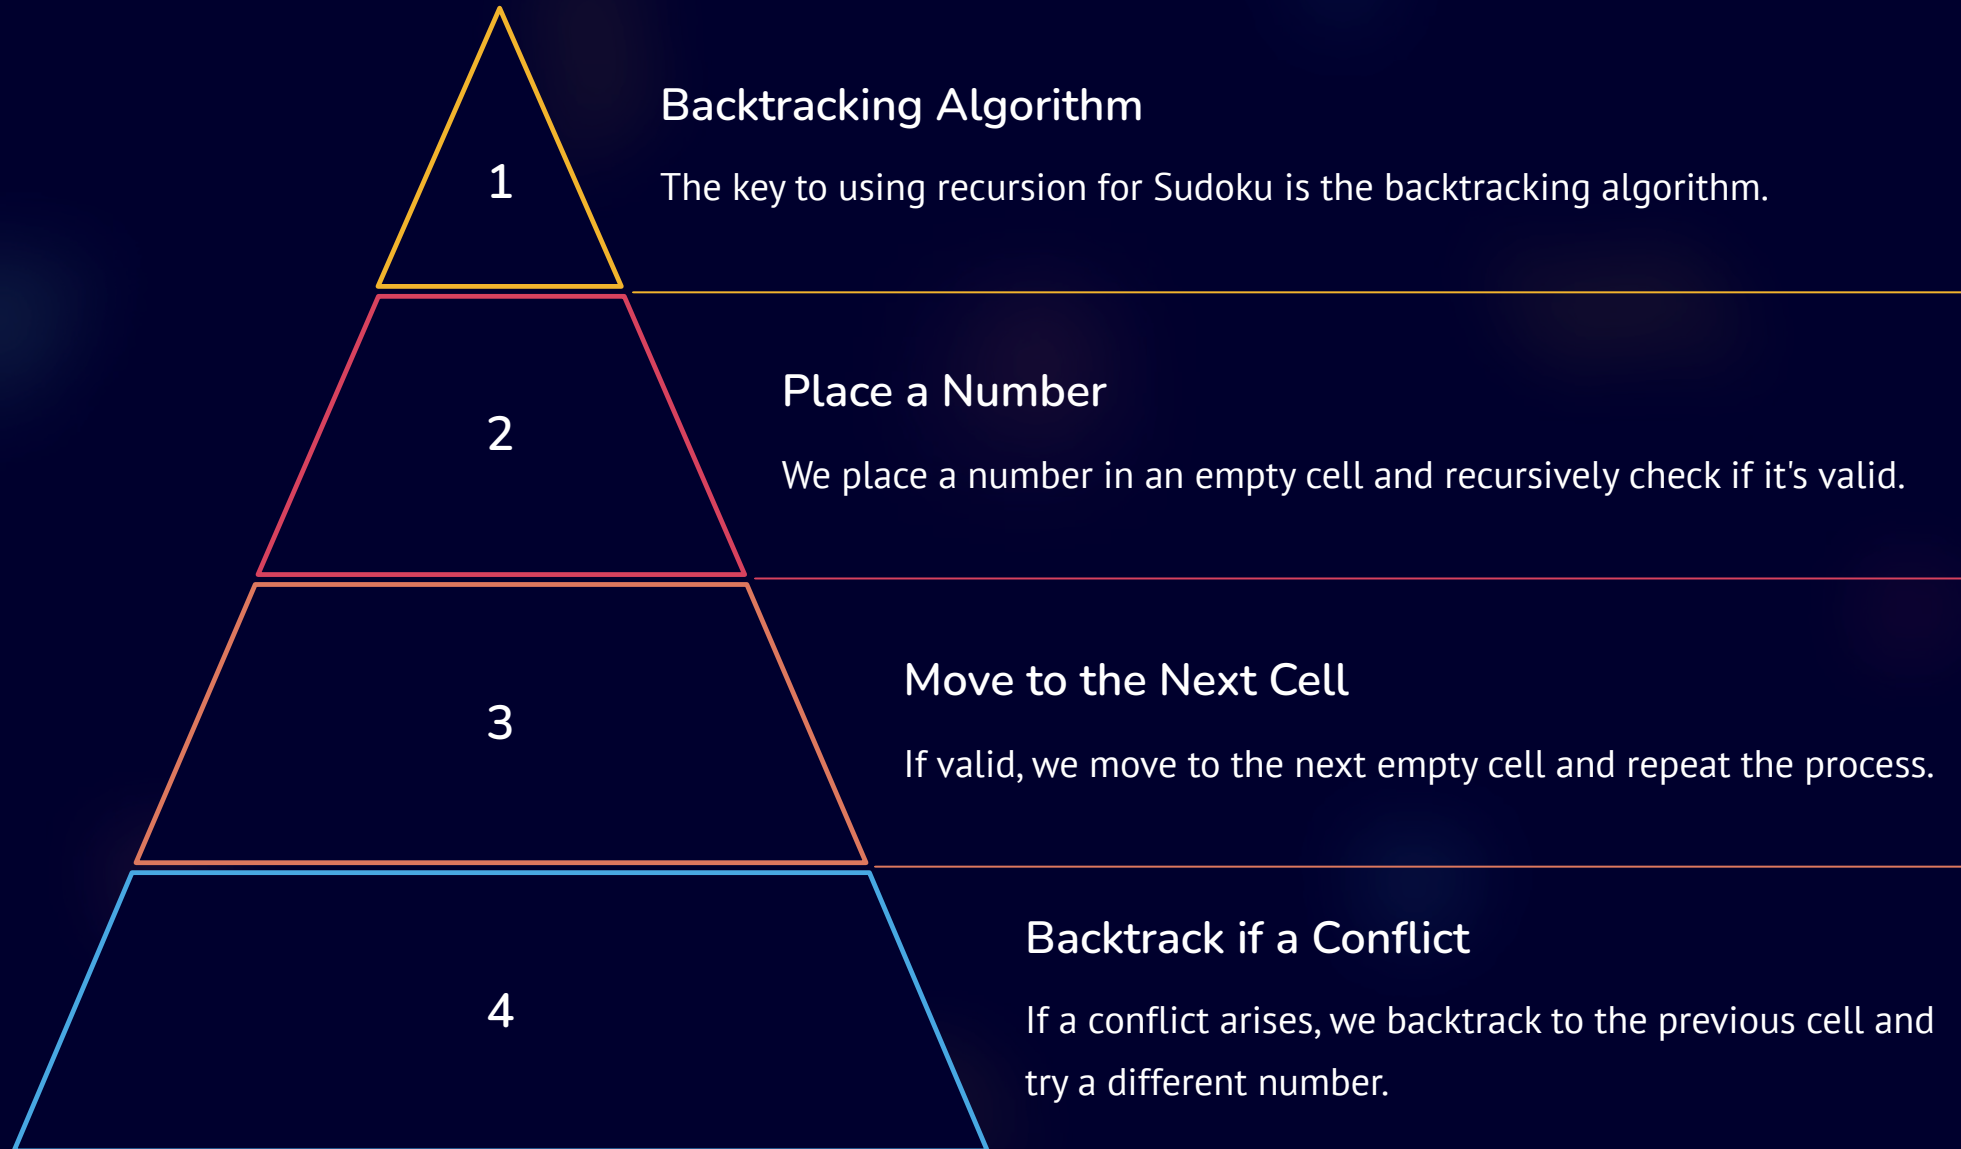 1
Backtracking Algorithm
The key to using recursion for Sudoku is the backtracking algorithm.
2
Place a Number
We place a number in an empty cell and recursively check if it's valid.
3
Move to the Next Cell
If valid, we move to the next empty cell and repeat the process.
4
Backtrack if a Conflict
If a conflict arises, we backtrack to the previous cell and
try a different number.